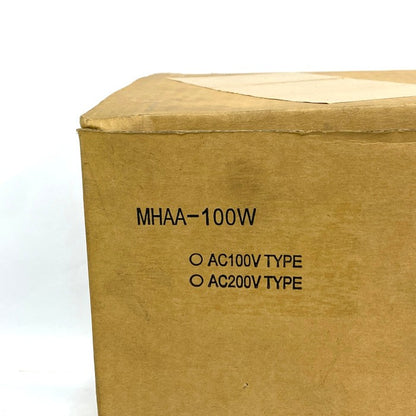 MHAA-100W
○ AC100V TYPE
○ AC200V TYPE